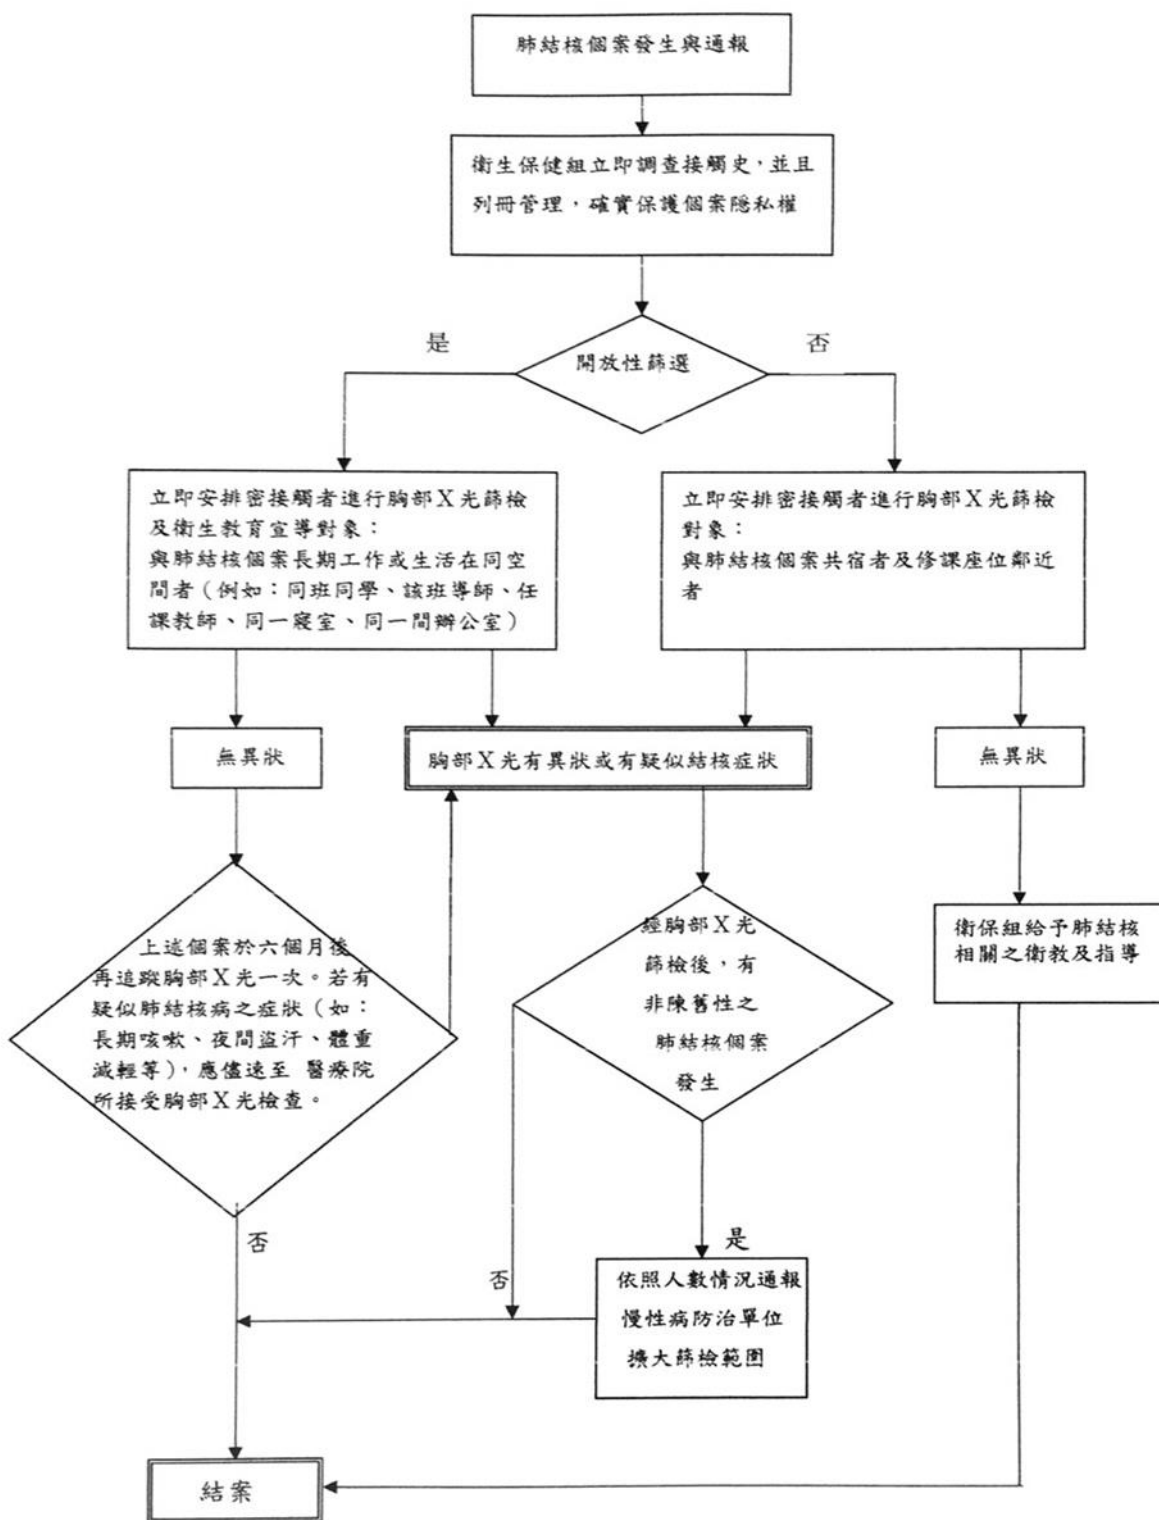 肺結核個案發生與通報
衛生保健組立即調查接觸史，並且
列冊管理，確實保護個案隱私權
是
否
開放性篩選
立即安排密接觸者進行胸部X光篩檢
及衛生教育宣導對象：
與肺結核個案長期工作或生活在同空
間者（例如：同班同學、該班導師、任
課教師、同一寢室、同一間辦公室）
立即安排密接觸者進行胸部X光篩檢
對象：
與肺結核個案共宿者及修課座位鄰近
者
無異狀
胸部X光有異狀或有疑似結核症狀
無異狀
上述個案於六個月後
再追蹤胸部X光一次。若有
疑似肺結核病之症狀（如：
長期咳嗽、夜間盜汗、體重
減輕等），應儘速至 醫療院
所接受胸部X光檢查。
經胸部X光
篩檢後，有
非陳舊性之
肺結核個案
發生
衛保組給予肺結核
相關之衛教及指導
否
是
否
依照人數情況通報
慢性病防治單位
擴大篩檢範圍
結案